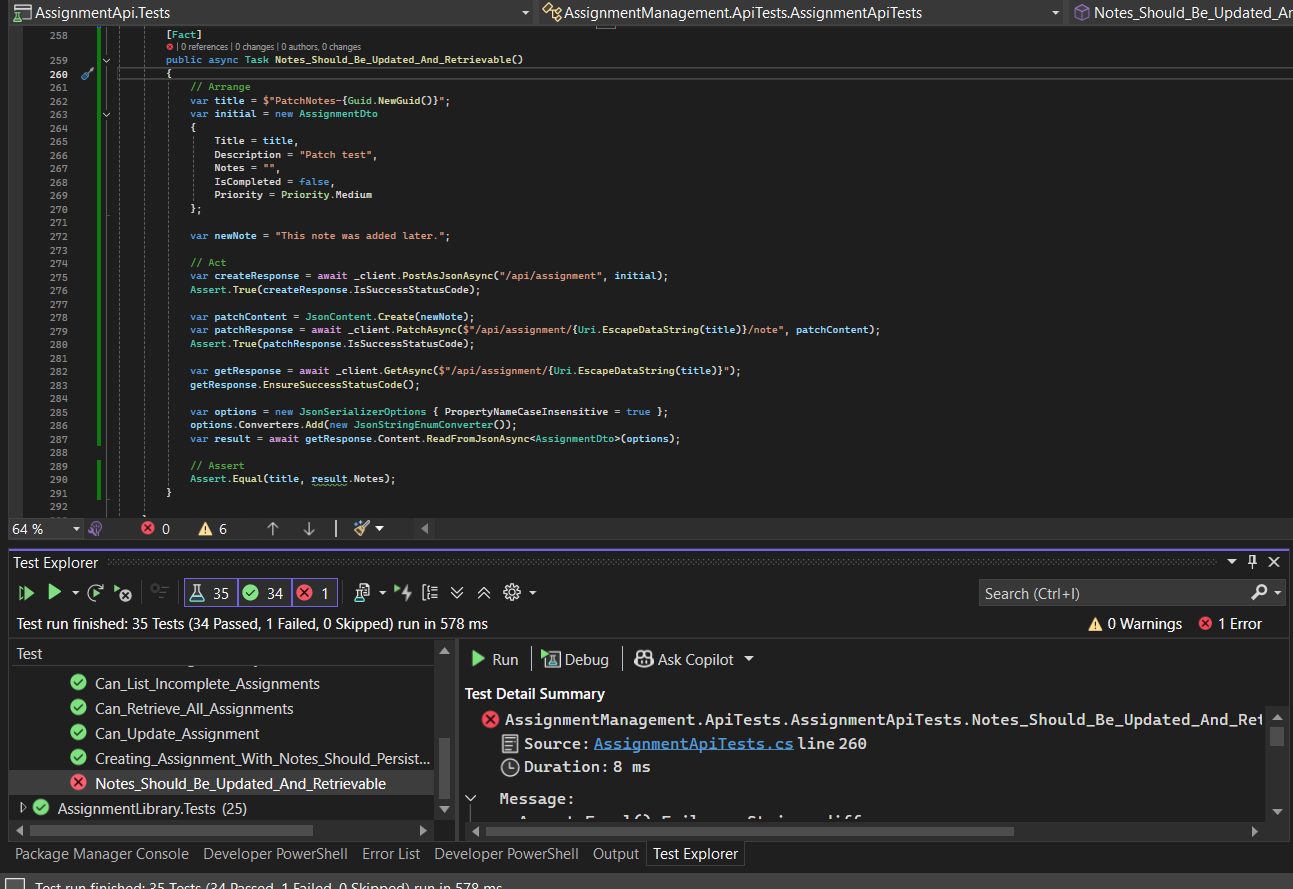 AssignmentApi.Tests
AssignmentManagement.ApiTests.AssignmentApiTests
Notes_Should_Be_Updated_Ar
258 [Fact]
| 0 references | 0 changes | 0 authors, 0 changes
259 public async Task Notes_Should_Be_Updated_And_Retrievable()
260 {
261 // Arrange
262 var title = $"PatchNotes-{Guid.NewGuid()}";
263 var initial = new AssignmentDto
264 {
265 Title = title,
266 Description = "Patch test",
267 Notes = "",
268 IsCompleted = false,
269 Priority = Priority.Medium
270 };
271
272 var newNote = "This note was added later.";
273
274 // Act
275 var createResponse = await _client.PostAsJsonAsync("/api/assignment", initial);
276 Assert.True(createResponse.IsSuccessStatusCode);
277
278 var patchContent = JsonContent.Create(newNote);
279 var patchResponse = await _client.PatchAsync($"/api/assignment/{Uri.EscapeDataString(title)}/note", patchContent);
280 Assert.True(patchResponse.IsSuccessStatusCode);
281
282 var getResponse = await _client.GetAsync($"/api/assignment/{Uri.EscapeDataString(title)}");
283 getResponse.EnsureSuccessStatusCode();
284
285 var options = new JsonSerializerOptions { PropertyNameCaseInsensitive = true };
286 options.Converters.Add(new JsonStringEnumConverter());
287 var result = await getResponse.Content.ReadFromJsonAsync<AssignmentDto>(options);
288
289 // Assert
290 Assert.Equal(title, result.Notes);
291 }
292
64 % 0 6
Test Explorer
35 34 1
Search (Ctrl+I)
Test run finished: 35 Tests (34 Passed, 1 Failed, 0 Skipped) run in 578 ms
0 Warnings 1 Error
Test
Can_List_Incomplete_Assignments
Can_Retrieve_All_Assignments
Can_Update_Assignment
Creating_Assignment_With_Notes_Should_Persist...
Notes_Should_Be_Updated_And_Retrievable
AssignmentLibrary.Tests (25)
Run Debug Ask Copilot
Test Detail Summary
AssignmentManagement.ApiTests.AssignmentApiTests.Notes_Should_Be_Updated_And_Ret
Source: AssignmentApiTests.cs line 260
Duration: 8 ms
Message:
Package Manager Console Developer PowerShell Error List Developer PowerShell Output Test Explorer
Test run finished: 35 Tests (34 Passed, 1 Failed, 0 Skipped) run in 578 ms